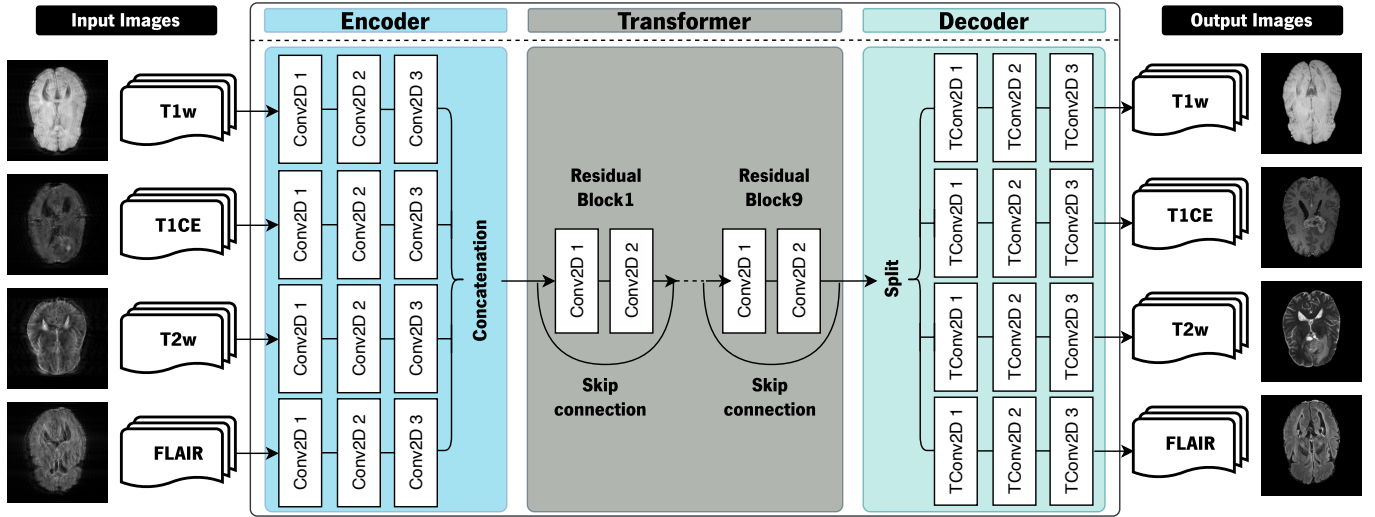 Input Images
Encoder
Transformer
Decoder
Output Images
T1w
T1CE
T2w
FLAIR
Conv2D 1
Conv2D 2
Conv2D 3
Conv2D 1
Conv2D 2
Conv2D 3
Conv2D 1
Conv2D 2
Conv2D 3
Conv2D 1
Conv2D 2
Conv2D 3
Concatenation
Residual
Block1
Conv2D 1
Conv2D 2
Skip
connection
Residual
Block9
Conv2D 1
Conv2D 2
Skip
connection
Split
TConv2D 1
TConv2D 2
TConv2D 3
TConv2D 1
TConv2D 2
TConv2D 3
TConv2D 1
TConv2D 2
TConv2D 3
TConv2D 1
TConv2D 2
TConv2D 3
T1w
T1CE
T2w
FLAIR